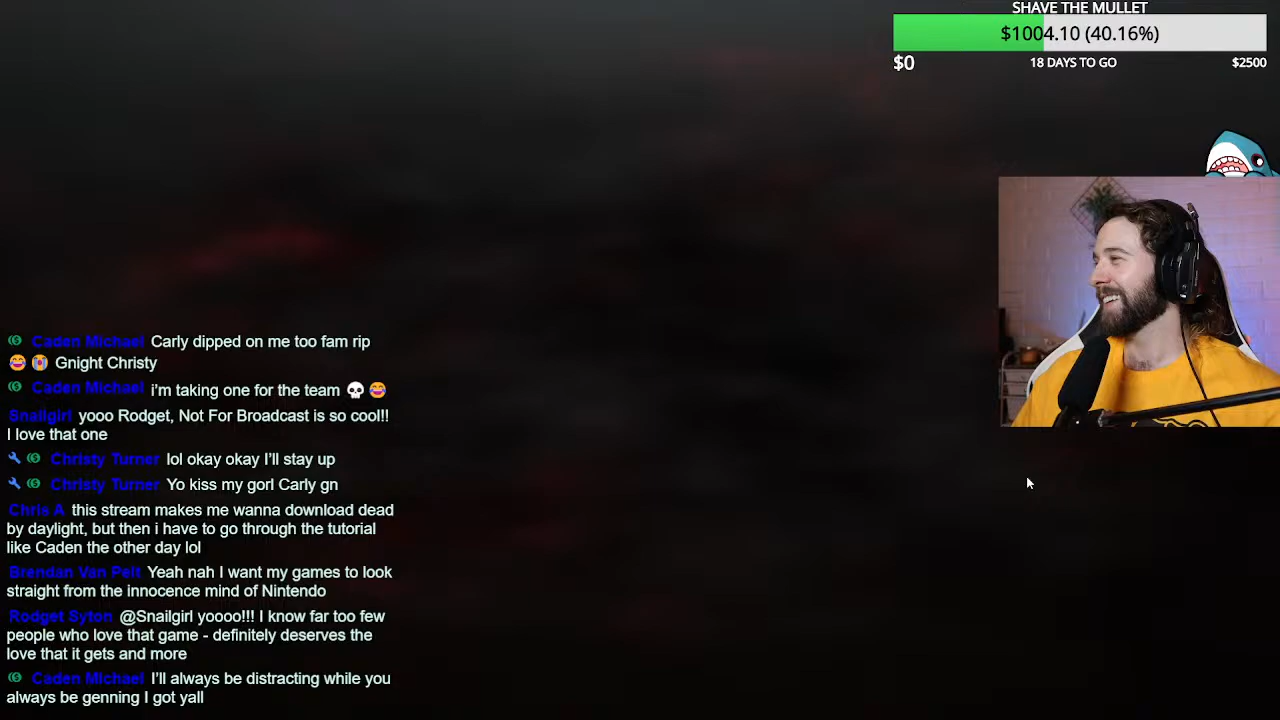 SHAVE THE MULLET
$1004.10 (40.16%)
$0 18 DAYS TO GO $2500
Caden Michael Carly dipped on me too fam rip
😂 😭 Gnight Christy
Caden Michael i'm taking one for the team 💀 😂
Snailgirl yooo Rodget, Not For Broadcast is so cool!!
I love that one
Christy Turner lol okay okay I'll stay up
Christy Turner Yo kiss my gorl Carly gn
Chris A this stream makes me wanna download dead
by daylight, but then i have to go through the tutorial
like Caden the other day lol
Brendan Van Pelt Yeah nah I want my games to look
straight from the innocence mind of Nintendo
Rodget Syton @Snailgirl yoooo!!! I know far too few
people who love that game - definitely deserves the
love that it gets and more
Caden Michael I'll always be distracting while you
always be genning I got yall